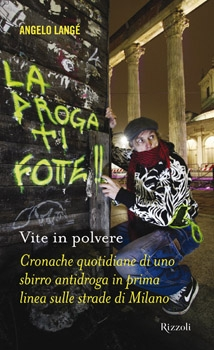 ANGELO LANGÉ
LA
DROGA
TI
FOTTE!!
Vite in polvere
Cronache quotidiane di uno
sbirro antidroga in prima
linea sulle strade di Milano
Rizzoli